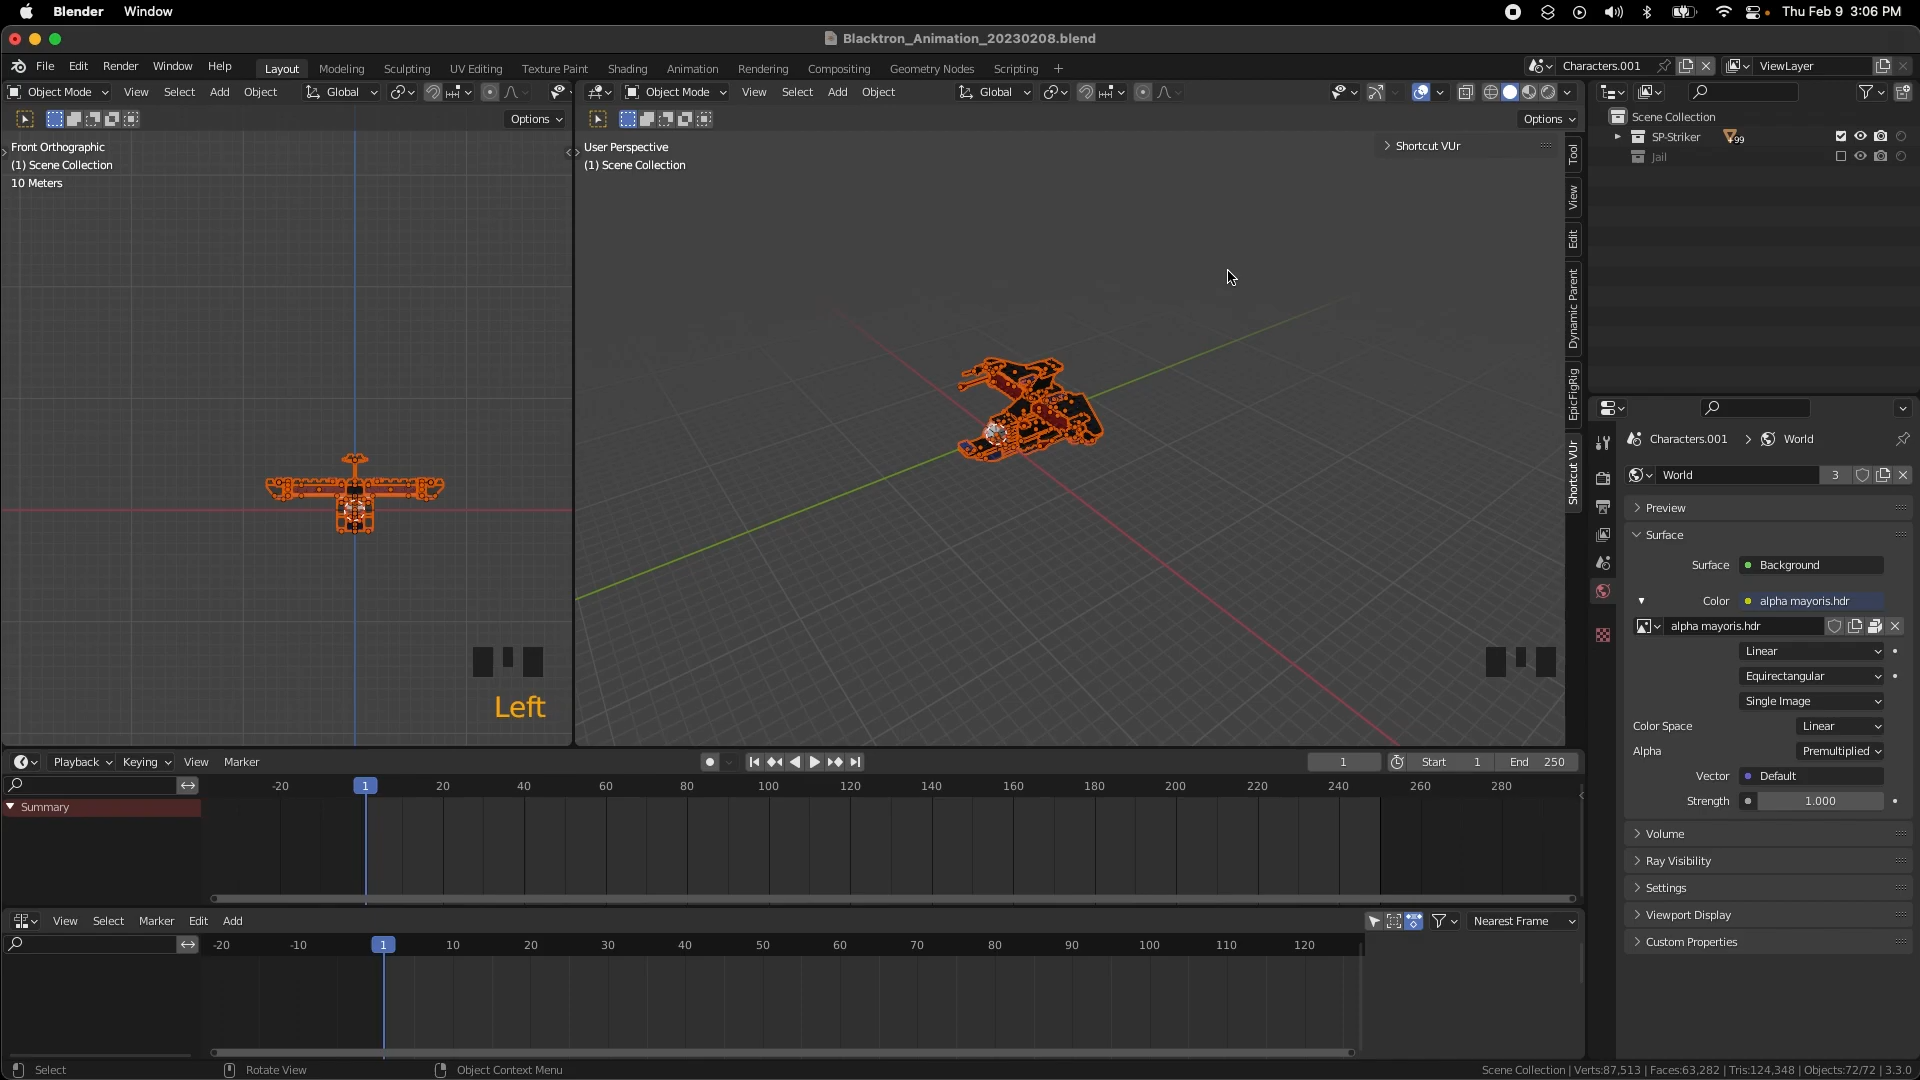 Blender Window Thu Feb 9 3:06 PM
Blacktron_Animation_20230208.blend
File Edit Render Window Help Layout Modeling Sculpting UV Editing Texture Paint Shading Animation Rendering Compositing Geometry Nodes Scripting + Characters.001 ViewLayer
Object Mode View Select Add Object Global Object Mode View Select Add Object Global
Options Options
Front Orthographic
(1) Scene Collection
10 Meters
User Perspective
(1) Scene Collection
Shortcut VUr
Tool
View
Edit
Dynamic Parent
EpicFigRig
Shortcut VUr
Left
Scene Collection
SP-Striker 99
Jail
Characters.001 > World
World 3
Preview
Surface
Surface Background
Color alpha mayoris.hdr
alpha mayoris.hdr
Linear
Equirectangular
Single Image
Color Space Linear
Alpha Premultiplied
Vector Default
Strength 1.000
Volume
Ray Visibility
Settings
Viewport Display
Custom Properties
Playback Keying View Marker 1 Start 1 End 250
-20 1 20 40 60 80 100 120 140 160 180 200 220 240 260 280
Summary
View Select Marker Edit Add Nearest Frame
-20 -10 1 10 20 30 40 50 60 70 80 90 100 110 120
Select Rotate View Object Context Menu Scene Collection | Verts:87,513 | Faces:63,282 | Tris:124,348 | Objects:72/72 | 3.3.0